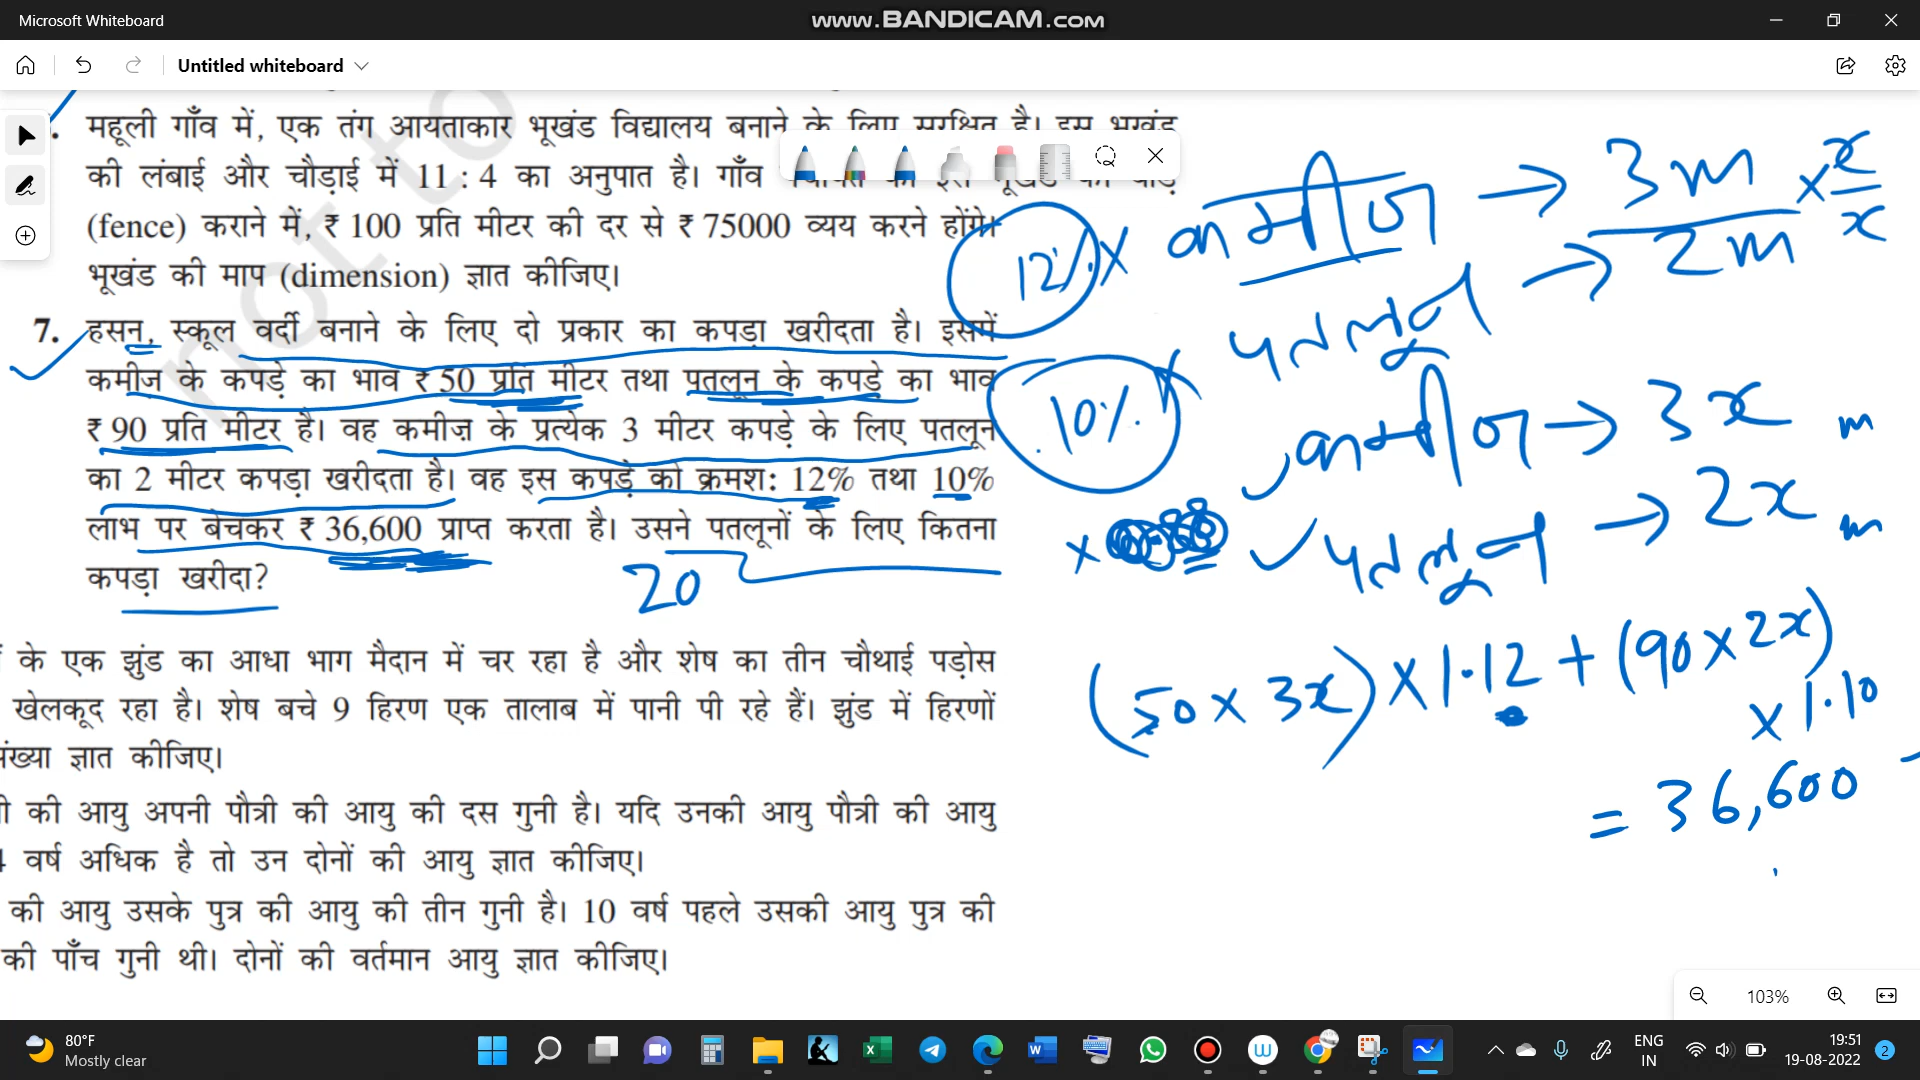 Microsoft Whiteboard
www.BANDICAM.com
Untitled whiteboard
महूली गाँव में, एक तंग आयताकार भूखंड विद्यालय बनाने के लिए सुरक्षित है। इस भूखंड
की लंबाई और चौड़ाई में 11 : 4 का अनुपात है। गाँव
(fence) कराने में, ₹ 100 प्रति मीटर की दर से ₹ 75000 व्यय करने होंगे।
भूखंड की माप (dimension) ज्ञात कीजिए।
7. हसन, स्कूल वर्दी बनाने के लिए दो प्रकार का कपड़ा खरीदता है। इसमें
कमीज़ के कपड़े का भाव ₹ 50 प्रति मीटर तथा पतलून के कपड़े का भाव
₹ 90 प्रति मीटर है। वह कमीज़ के प्रत्येक 3 मीटर कपड़े के लिए पतलून
का 2 मीटर कपड़ा खरीदता है। वह इस कपड़े को क्रमश: 12% तथा 10%
लाभ पर बेचकर ₹ 36,600 प्राप्त करता है। उसने पतलूनों के लिए कितना
कपड़ा खरीदा?
20
के एक झुंड का आधा भाग मैदान में चर रहा है और शेष का तीन चौथाई पड़ोस
खेलकूद रहा है। शेष बचे 9 हिरण एक तालाब में पानी पी रहे हैं। झुंड में हिरणों
संख्या ज्ञात कीजिए।
की आयु अपनी पौत्री की आयु की दस गुनी है। यदि उनकी आयु पौत्री की आयु
4 वर्ष अधिक है तो उन दोनों की आयु ज्ञात कीजिए।
की आयु उसके पुत्र की आयु की तीन गुनी है। 10 वर्ष पहले उसकी आयु पुत्र की
की पाँच गुनी थी। दोनों की वर्तमान आयु ज्ञात कीजिए।
12% x कमीज → 3m × x/x
पतलून → 2m
10% x
कमीज → 3x m
पतलून → 2x m
(50 × 3x) × 1.12 + (90 × 2x)
× 1.10
= 36,600
103%
80°F
Mostly clear
ENG
IN
19:51
19-08-2022
2